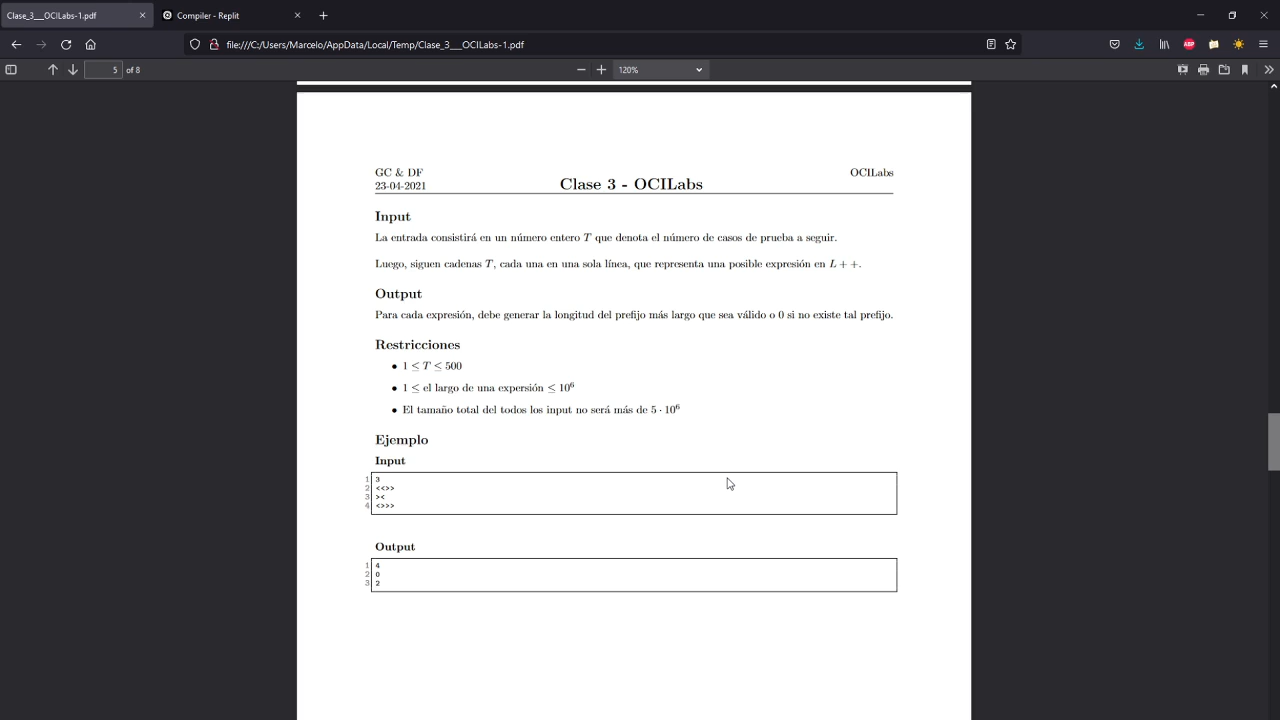 Clase_3___OCILabs-1.pdf
Compiler - Replit
file:///C:/Users/Marcelo/AppData/Local/Temp/Clase_3___OCILabs-1.pdf
ABP
5 of 8
120%
GC & DF
23-04-2021
Clase 3 - OCILabs
OCILabs
Input
La entrada consistirá en un número entero T que denota el número de casos de prueba a seguir.
Luego, siguen cadenas T, cada una en una sola línea, que representa una posible expresión en L + +.
Output
Para cada expresión, debe generar la longitud del prefijo más largo que sea válido o 0 si no existe tal prefijo.
Restricciones
• 1 ≤ T ≤ 500
• 1 ≤ el largo de una expersión ≤ 10⁶
• El tamaño total del todos los input no será más de 5 · 10⁶
Ejemplo
Input
1 3
2 <<>>
3 ><
4 <>>>
Output
1 4
2 0
3 2